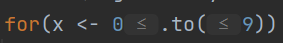 for(x <- 0 ≤ .to( ≤ 9))